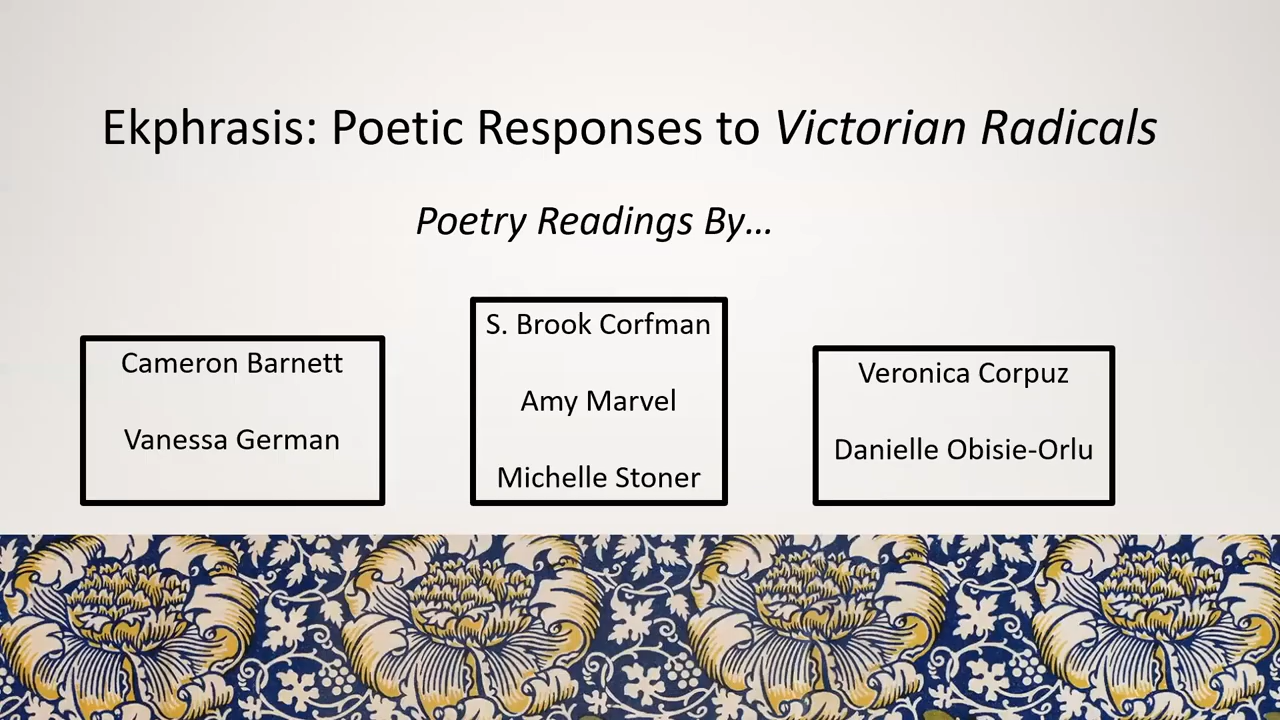 Ekphrasis: Poetic Responses to Victorian Radicals
Poetry Readings By...
Cameron Barnett
Vanessa German
S. Brook Corfman
Amy Marvel
Michelle Stoner
Veronica Corpuz
Danielle Obisie-Orlu